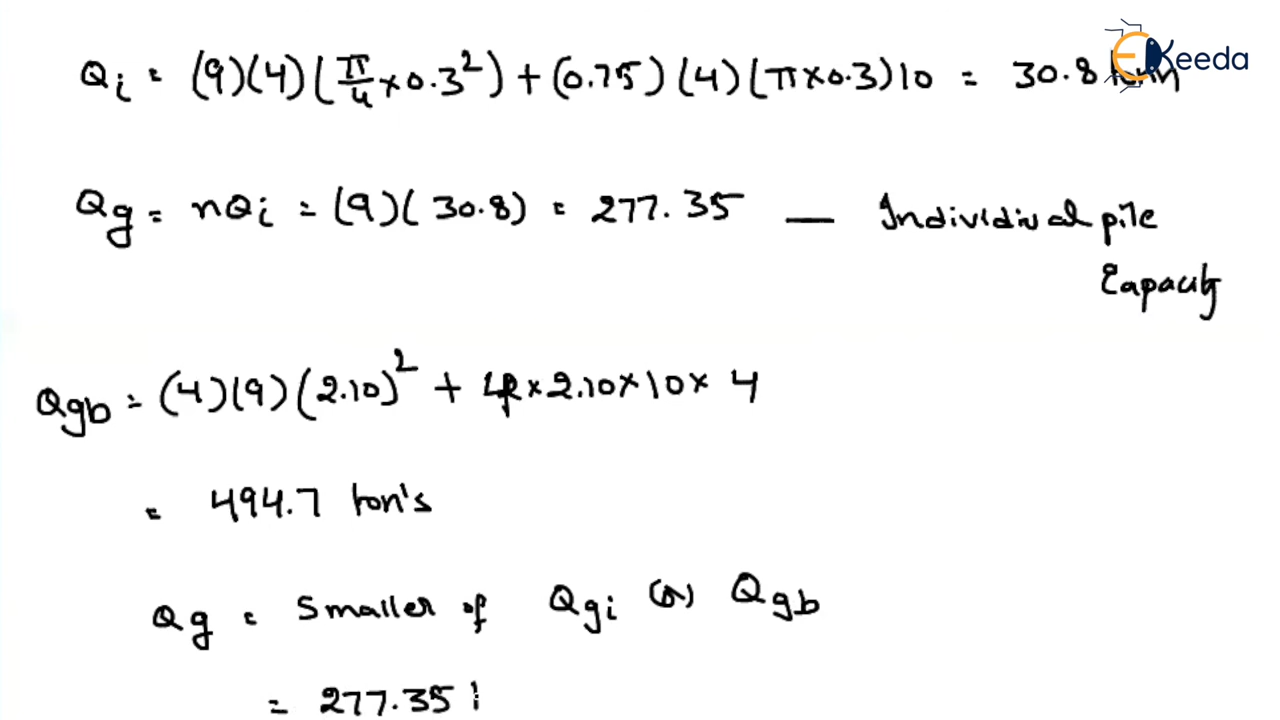 Qi = (9)(4)(π/4 × 0.3²) + (0.75)(4)(π×0.3)10 = 30.8
EKeeda
Qg = nQi = (9)(30.8) = 277.35 — Individual pile
Capacity
Qgb = (4)(9)(2.10)² + 4 × 2.10 × 10 × 4
= 494.7 ton's
Qg = Smaller of Qgi (or) Qgb
= 277.35